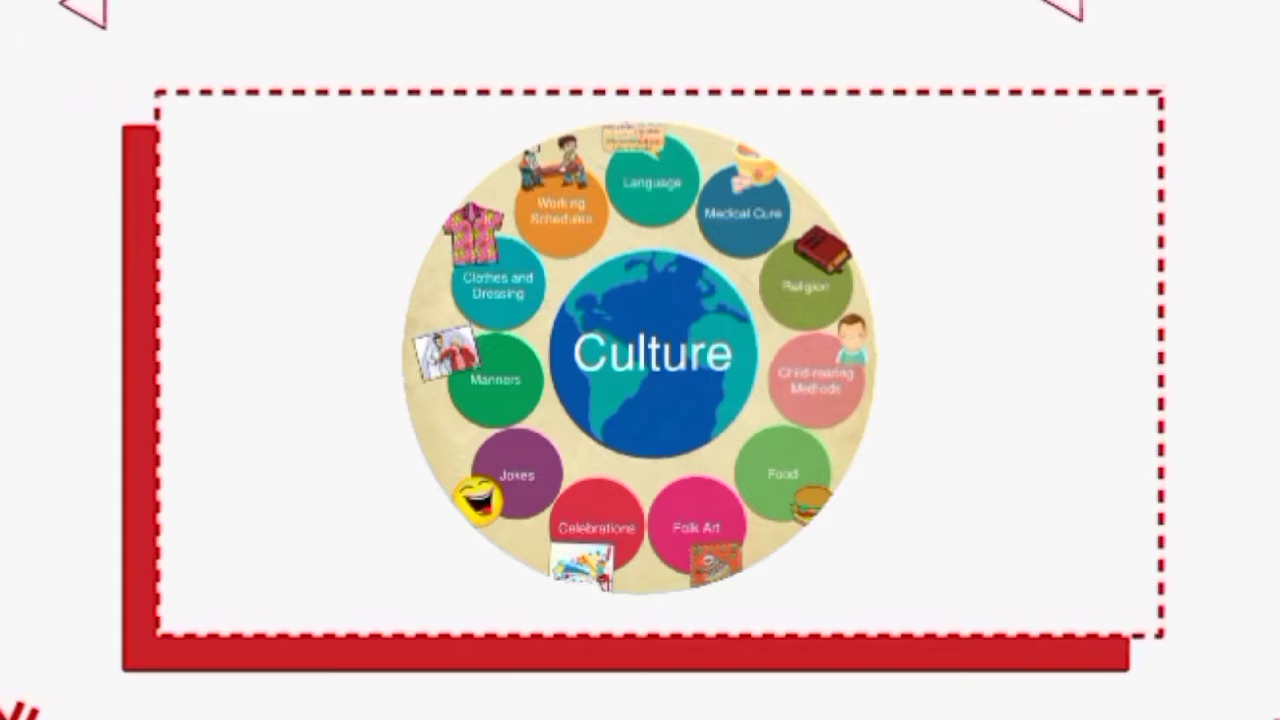 Language
Working
Schedules
Medical Cure
Clothes and
Dressing
Religion
Culture
Manners
Child-rearing
Methods
Jokes
Food
Celebrations
Folk Art